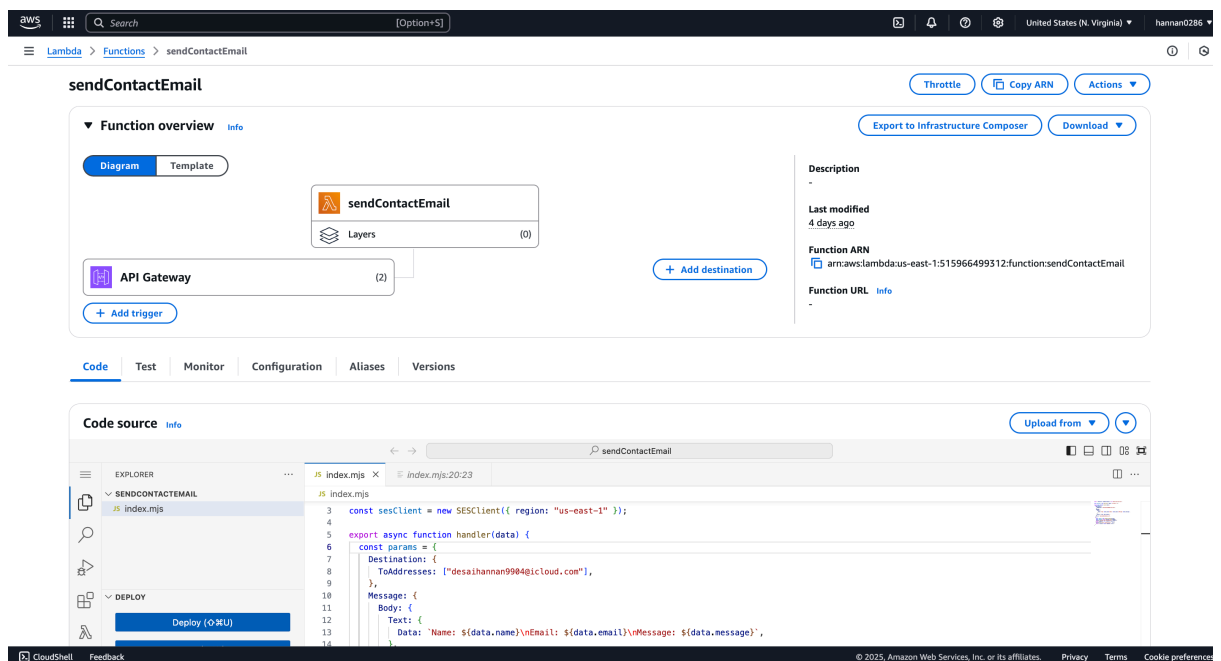 aws Search [Option+S] United States (N. Virginia) ▼ hannan0286 ▼
Lambda > Functions > sendContactEmail
sendContactEmail Throttle Copy ARN Actions ▼
▼ Function overview Info Export to Infrastructure Composer Download ▼
Diagram Template
sendContactEmail
Layers (0)
API Gateway (2)
+ Add trigger
+ Add destination
Description
-
Last modified
4 days ago
Function ARN
arn:aws:lambda:us-east-1:515966499312:function:sendContactEmail
Function URL Info
-
Code Test Monitor Configuration Aliases Versions
Code source Info Upload from ▼ ▼
← → sendContactEmail
EXPLORER ··· JS index.mjs × index.mjs:20:23 ···
SENDCONTACTEMAIL
JS index.mjs
JS index.mjs
3 const sesClient = new SESClient({ region: "us-east-1" });
4
5 export async function handler(data) {
6 const params = {
7 Destination: {
8 ToAddresses: ["desaihannan9904@icloud.com"],
9 },
10 Message: {
11 Body: {
12 Text: {
13 Data: `Name: ${data.name}\nEmail: ${data.email}\nMessage: ${data.message}`,
14 },
DEPLOY
Deploy (⇧⌘U)
CloudShell Feedback © 2025, Amazon Web Services, Inc. or its affiliates. Privacy Terms Cookie preferences